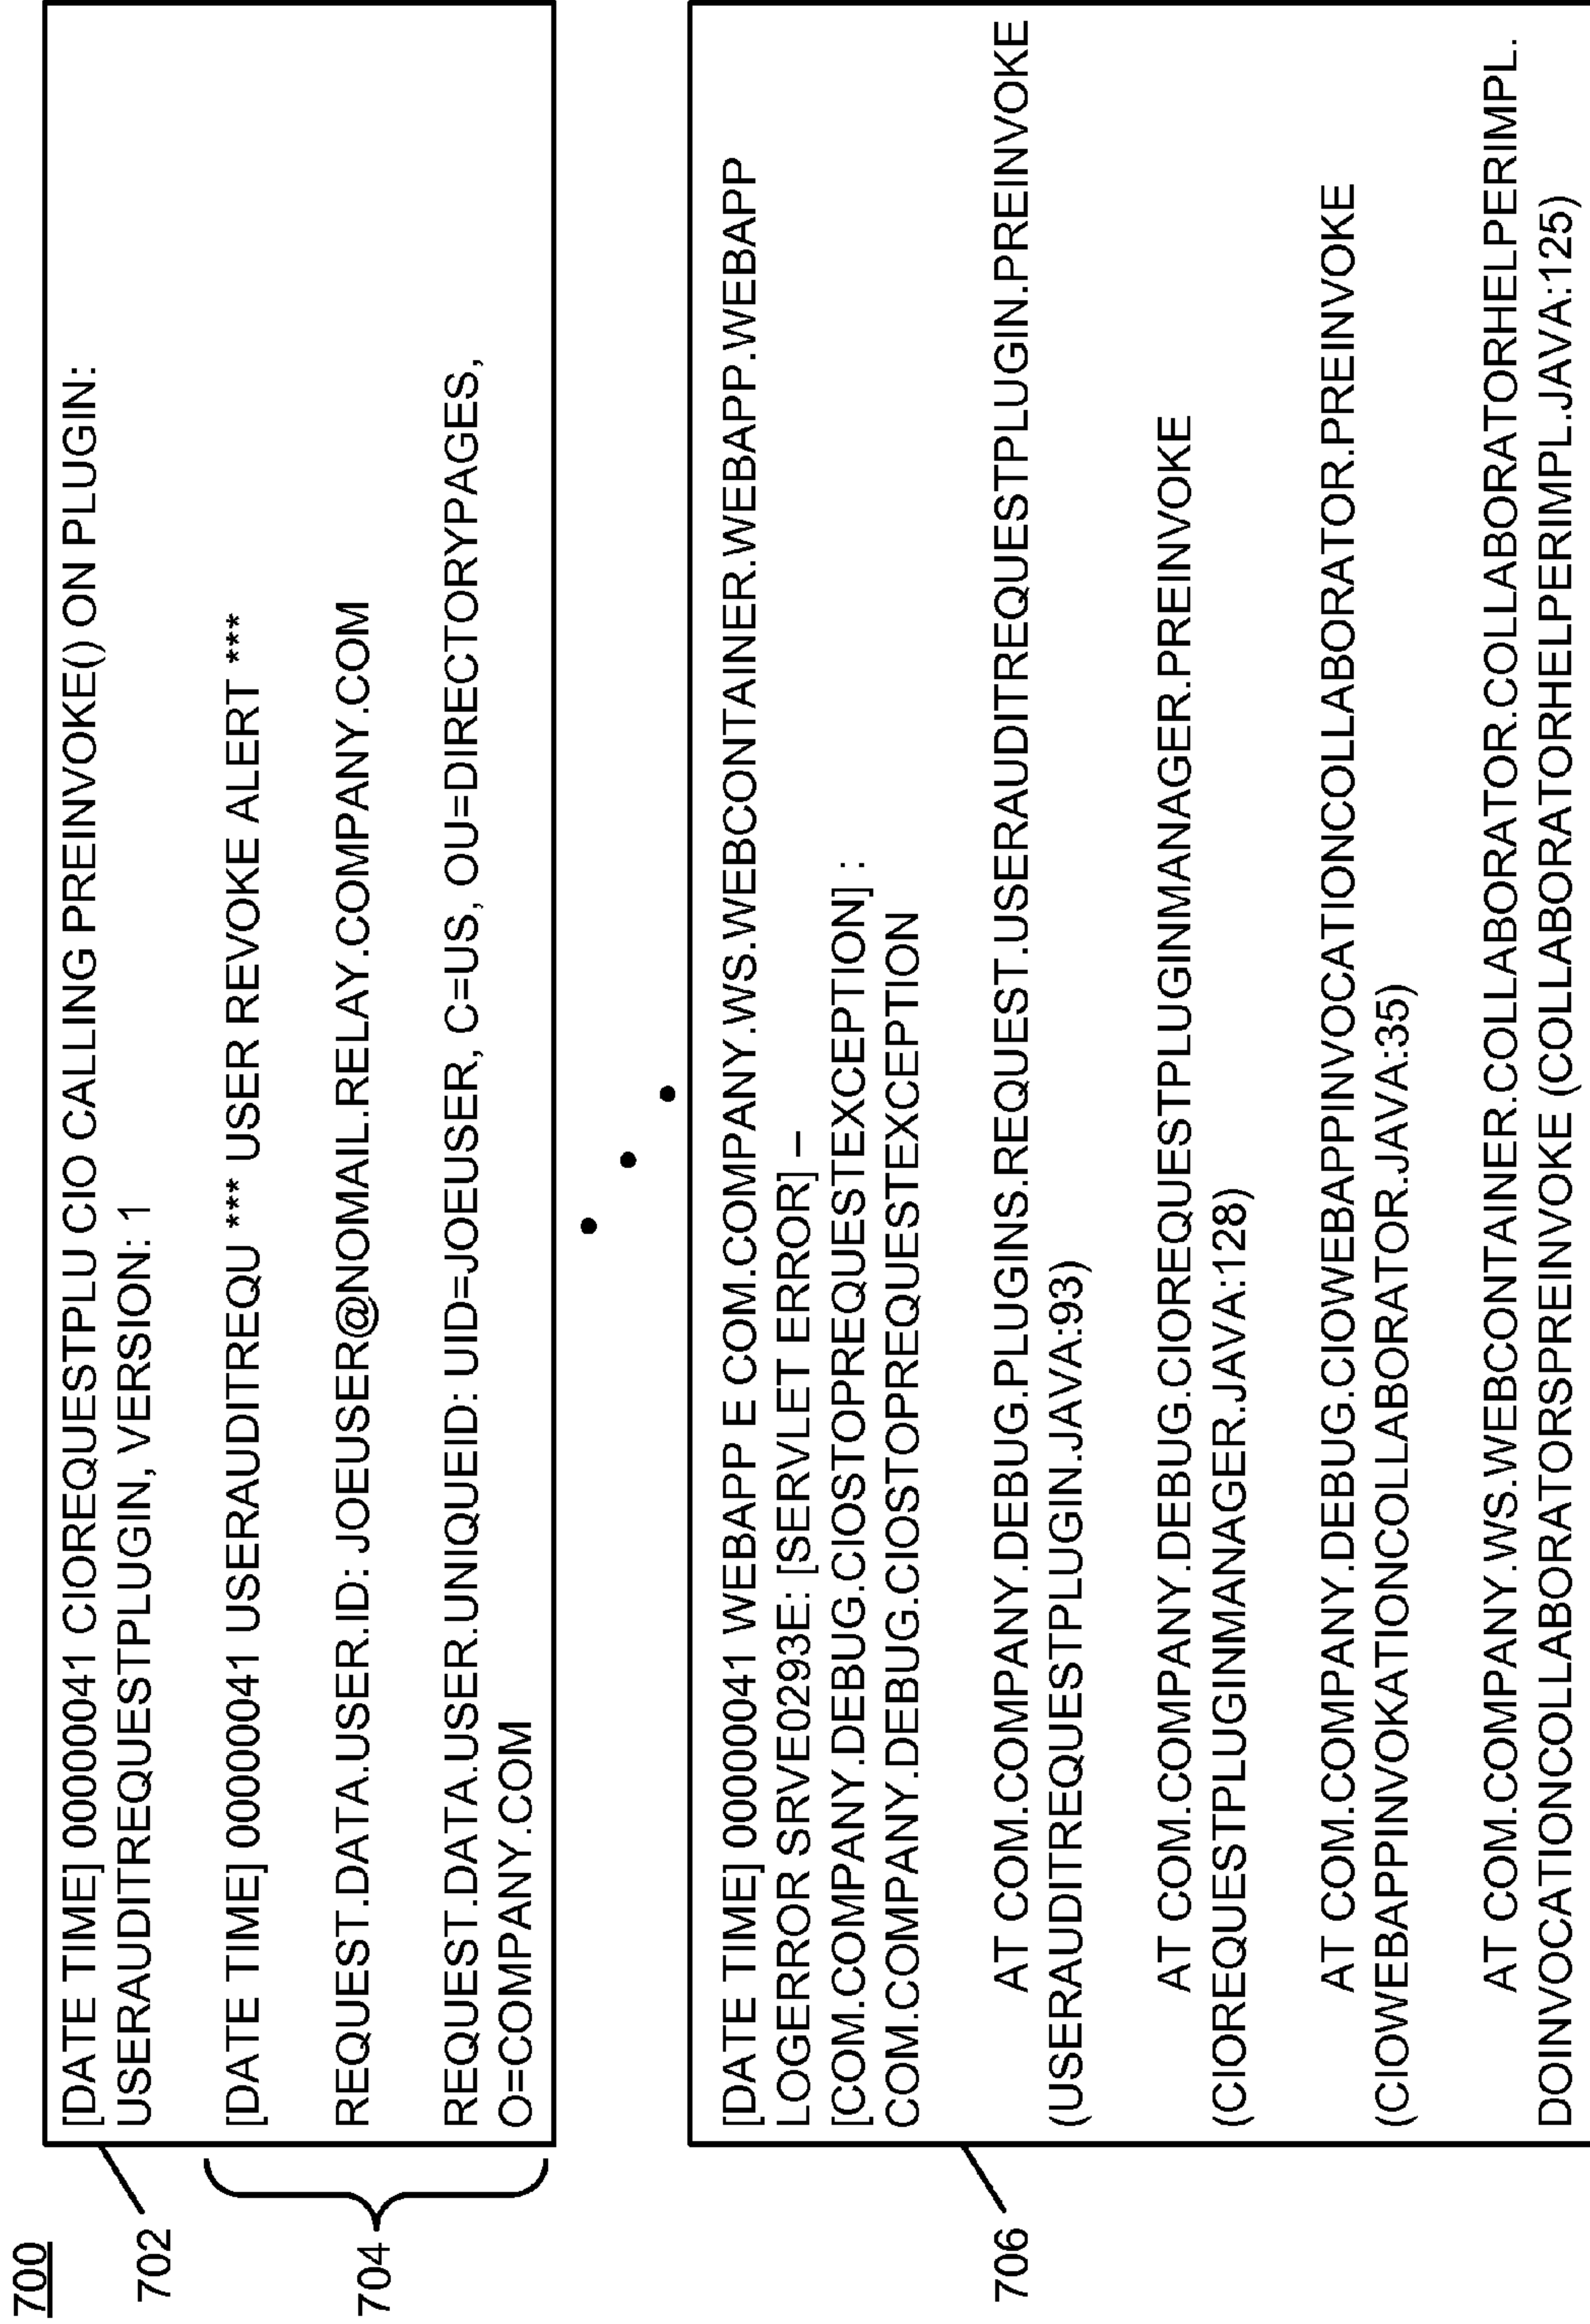 700
702
[DATE TIME] 00000041 CIOREQUESTPLU CIO CALLING PREINVOKE() ON PLUGIN:
USERAUDITREQUESTPLUGIN, VERSION: 1
704
[DATE TIME] 00000041 USERAUDITREQU *** USER REVOKE ALERT ***
REQUEST.DATA.USER.ID: JOEUSER@NOMAIL.RELAY.COMPANY.COM
REQUEST.DATA.USER.UNIQUEID: UID=JOEUSER, C=US, OU=DIRECTORYPAGES,
O=COMPANY.COM
706
[DATE TIME] 00000041 WEBAPP E COM.COMPANY.WS.WEBCONTAINER.WEBAPP.WEBAPP
LOGERROR SRVE0293E: [SERVLET ERROR] –
[COM.COMPANY.DEBUG.CIOSTOPREQUESTEXCEPTION] :
COM.COMPANY.DEBUG.CIOSTOPREQUESTEXCEPTION
AT COM.COMPANY.DEBUG.PLUGINS.REQUEST.USERAUDITREQUESTPLUGIN.PREINVOKE
(USERAUDITREQUESTPLUGIN.JAVA:93)
AT COM.COMPANY.DEBUG.CIOREQUESTPLUGINMANAGER.PREINVOKE
(CIOREQUESTPLUGINMANAGER.JAVA:128)
AT COM.COMPANY.DEBUG.CIOWEBAPPINVOCATIONCOLLABORATOR.PREINVOKE
(CIOWEBAPPINVOKATIONCOLLABORATOR.JAVA:35)
AT COM.COMPANY.WS.WEBCONTAINER.COLLABORATOR.COLLABORATORHELPERIMPL.
DOINVOCATIONCOLLABORATORSPREINVOKE (COLLABORATORHELPERIMPL.JAVA:125)